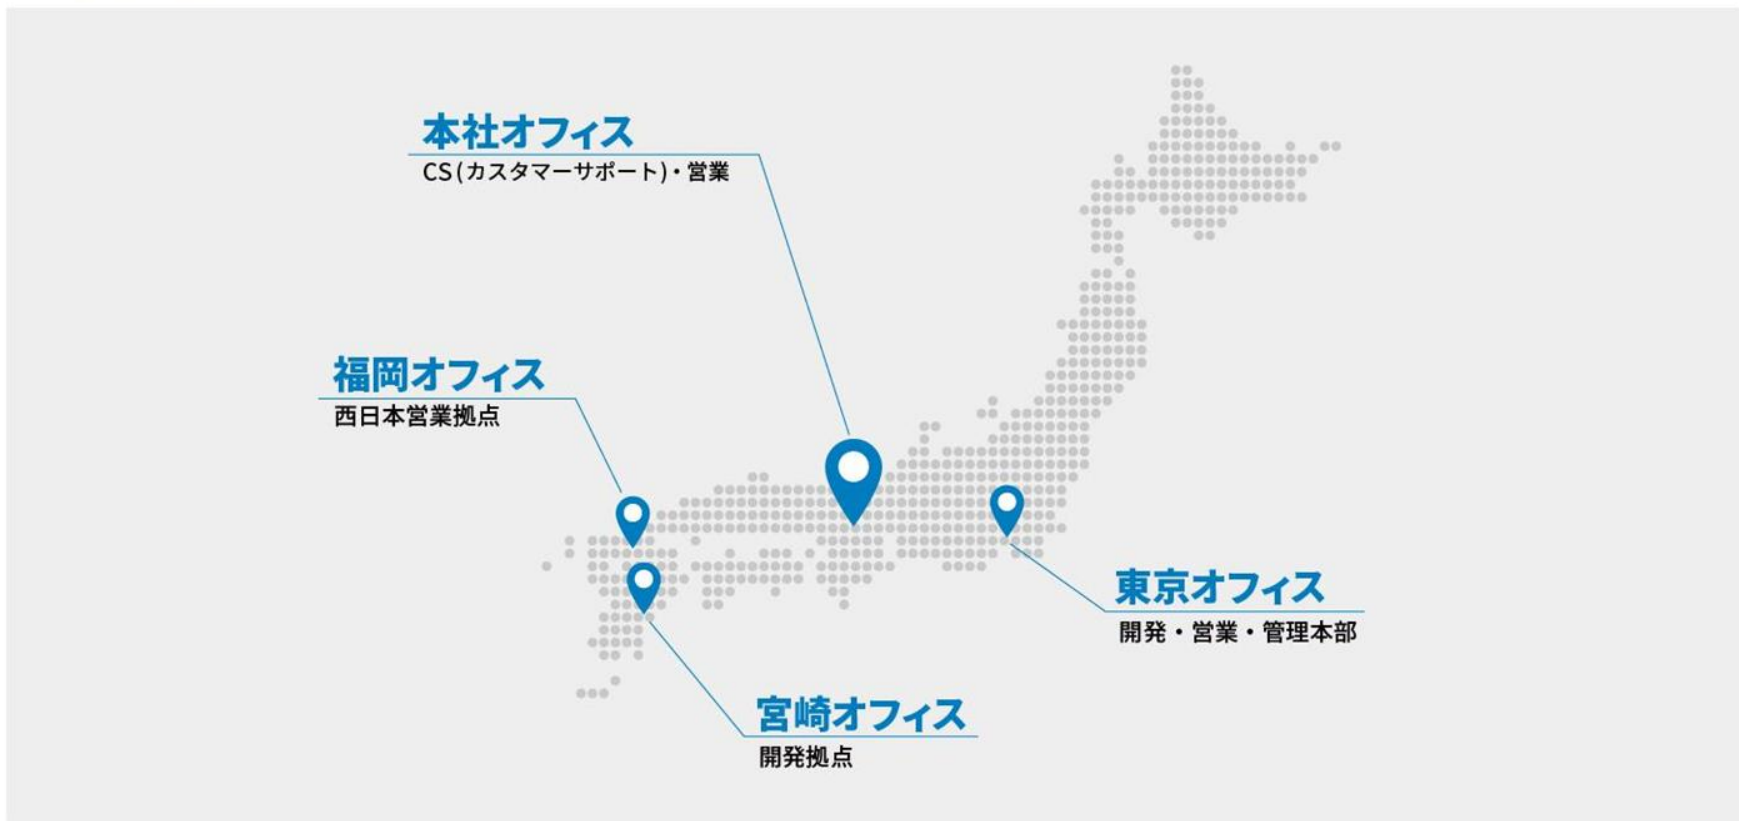 本社オフィス
CS(カスタマーサポート)・営業
福岡オフィス
西日本営業拠点
東京オフィス
開発・営業・管理本部
宮崎オフィス
開発拠点